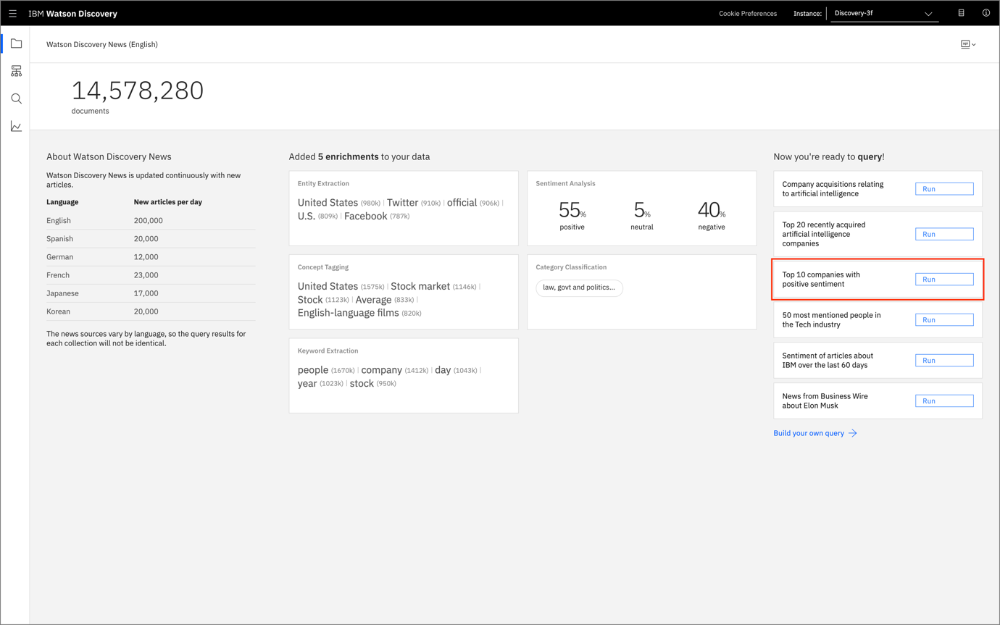 IBM Watson Discovery
Cookie Preferences
Instance:
Discovery-3f
Watson Discovery News (English)
14,578,280
documents
About Watson Discovery News
Watson Discovery News is updated continuously with new
articles.
Language New articles per day
English 200,000
Spanish 20,000
German 12,000
French 23,000
Japanese 17,000
Korean 20,000
The news sources vary by language, so the query results for
each collection will not be identical.
Added 5 enrichments to your data
Entity Extraction
United States (980k) | Twitter (910k) | official (906k) |
U.S. (809k) | Facebook (787k)
Sentiment Analysis
55% 5% 40%
positive neutral negative
Concept Tagging
United States (1575k) | Stock market (1146k) |
Stock (1123k) | Average (833k) |
English-language films (820k)
Category Classification
law, govt and politics...
Keyword Extraction
people (1670k) | company (1412k) | day (1043k) |
year (1023k) | stock (950k)
Now you're ready to query!
Company acquisitions relating
to artificial intelligence
Run
Top 20 recently acquired
artificial intelligence
companies
Run
Top 10 companies with
positive sentiment
Run
50 most mentioned people in
the Tech industry
Run
Sentiment of articles about
IBM over the last 60 days
Run
News from Business Wire
about Elon Musk
Run
Build your own query